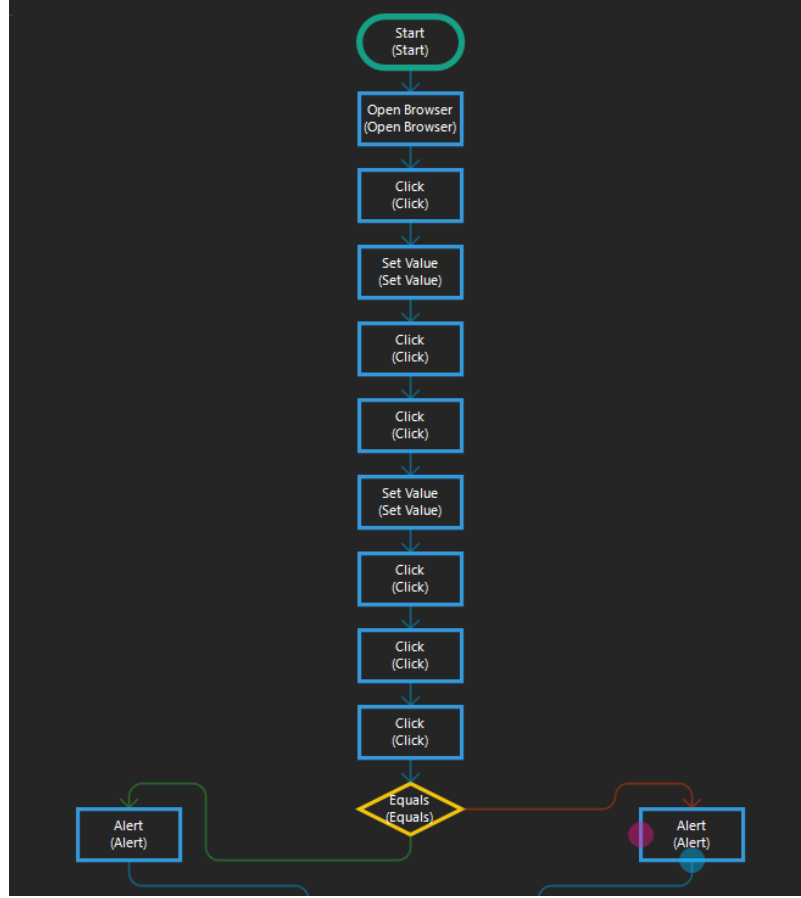 Start
(Start)
Open Browser
(Open Browser)
Click
(Click)
Set Value
(Set Value)
Click
(Click)
Click
(Click)
Set Value
(Set Value)
Click
(Click)
Click
(Click)
Click
(Click)
Equals
(Equals)
Alert
(Alert)
Alert
(Alert)